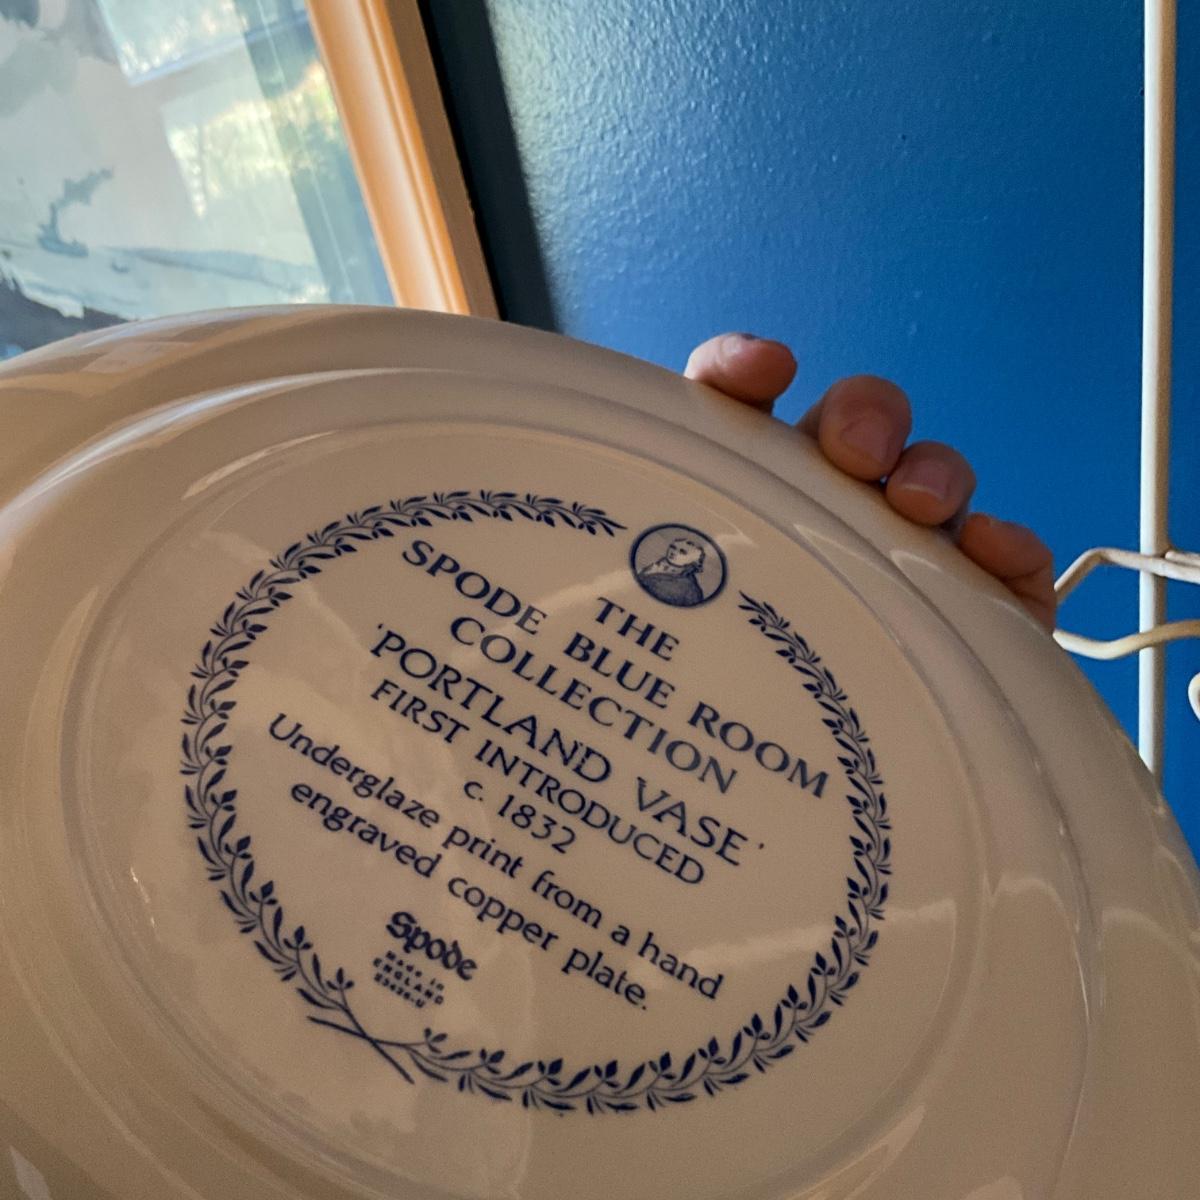 THE
SPODE BLUE ROOM
COLLECTION
'PORTLAND VASE'
FIRST INTRODUCED
c. 1832
Underglaze print from a hand
engraved copper plate.
Spode
MADE IN
ENGLAND